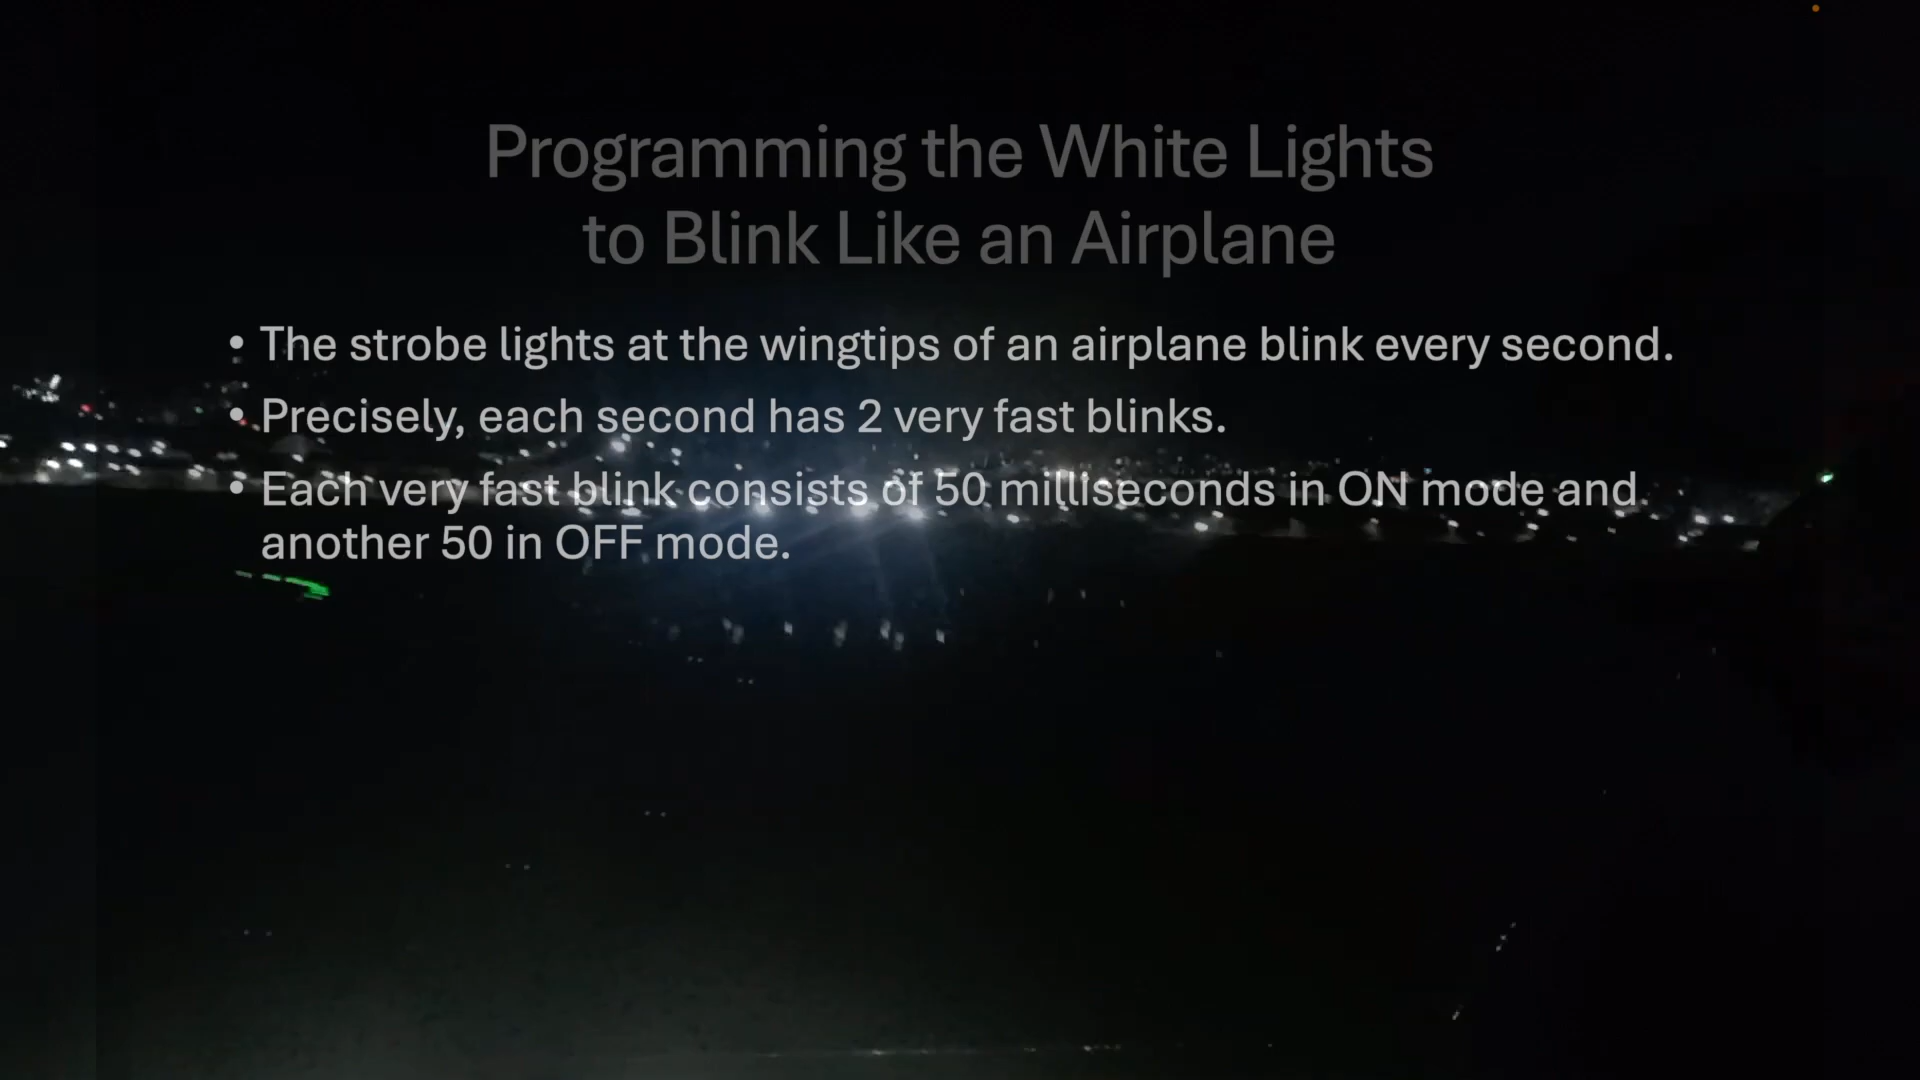 Programming the White Lights
to Blink Like an Airplane
• The strobe lights at the wingtips of an airplane blink every second.
• Precisely, each second has 2 very fast blinks.
• Each very fast blink consists of 50 milliseconds in ON mode and
another 50 in OFF mode.